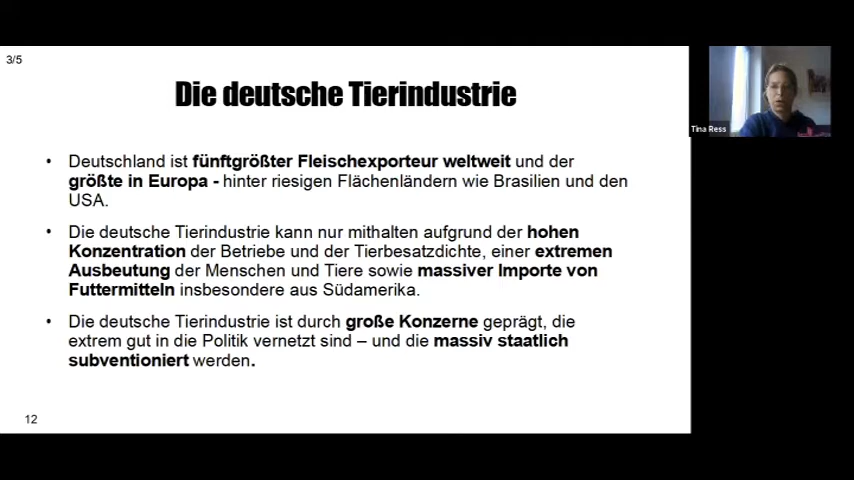 3/5
Die deutsche Tierindustrie
• Deutschland ist fünftgrößter Fleischexporteur weltweit und der
größte in Europa - hinter riesigen Flächenländern wie Brasilien und den
USA.
• Die deutsche Tierindustrie kann nur mithalten aufgrund der hohen
Konzentration der Betriebe und der Tierbesatzdichte, einer extremen
Ausbeutung der Menschen und Tiere sowie massiver Importe von
Futtermitteln insbesondere aus Südamerika.
• Die deutsche Tierindustrie ist durch große Konzerne geprägt, die
extrem gut in die Politik vernetzt sind – und die massiv staatlich
subventioniert werden.
12
Tina Ress